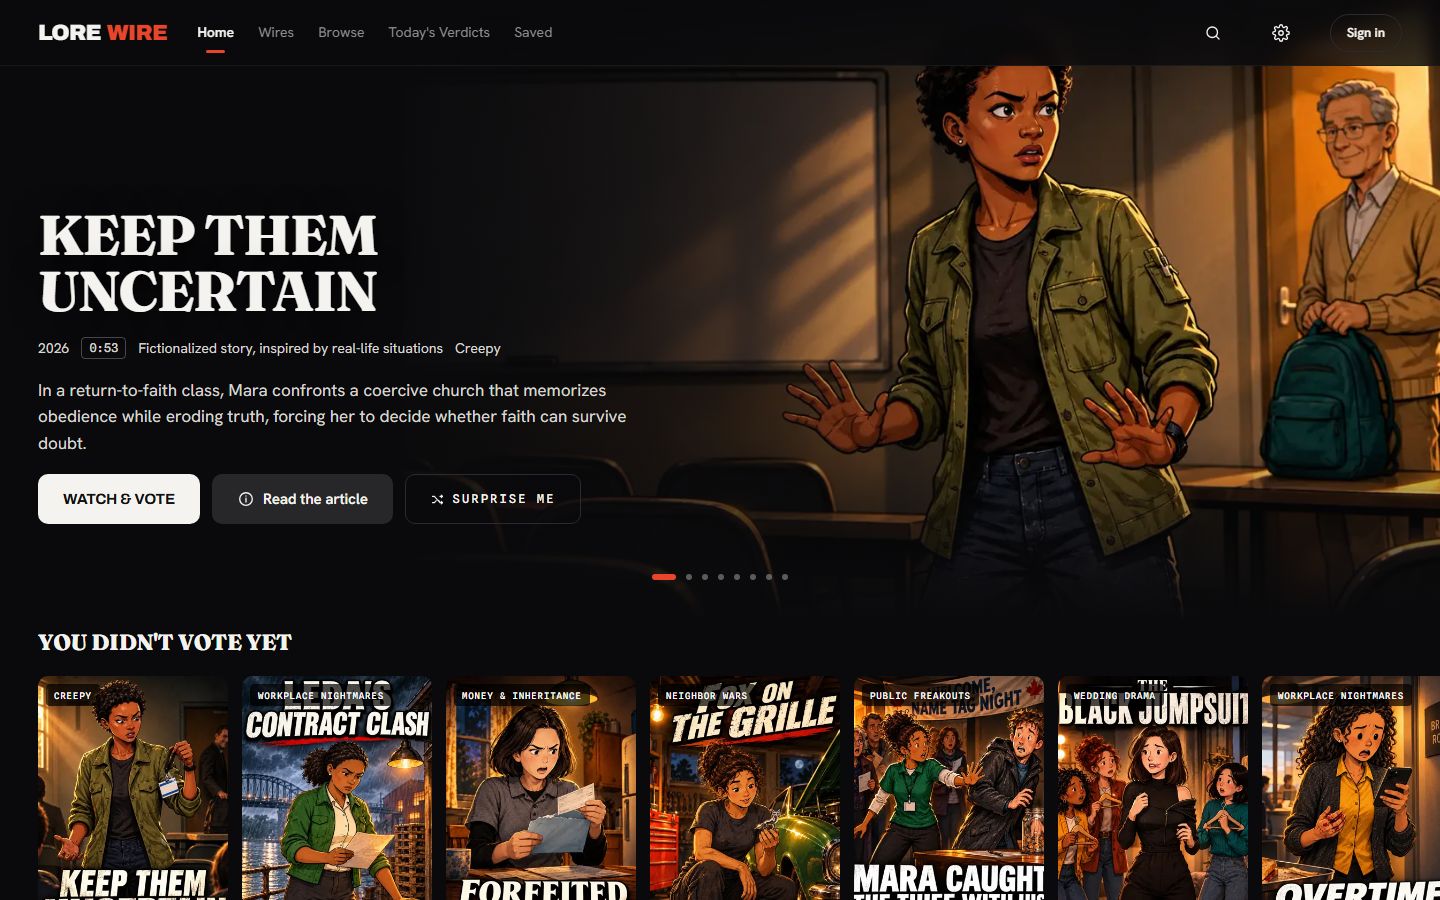 LORE WIRE
Home
Wires
Browse
Today's Verdicts
Saved
Sign in
KEEP THEM
UNCERTAIN
2026 0:53 Fictionalized story, inspired by real-life situations Creepy
In a return-to-faith class, Mara confronts a coercive church that memorizes
obedience while eroding truth, forcing her to decide whether faith can survive
doubt.
WATCH & VOTE
Read the article
SURPRISE ME
YOU DIDN'T VOTE YET
CREEPY
KEEP THEM
WORKPLACE NIGHTMARES
LEDA'S
CONTRACT CLASH
MONEY & INHERITANCE
FORFEITED
NEIGHBOR WARS
FOX ON
THE GRILLE
PUBLIC FREAKOUTS
NAME TAG NIGHT
MARA CAUGHT
WEDDING DRAMA
THE
BLACK JUMPSUIT
WORKPLACE NIGHTMARES
OVERTIME